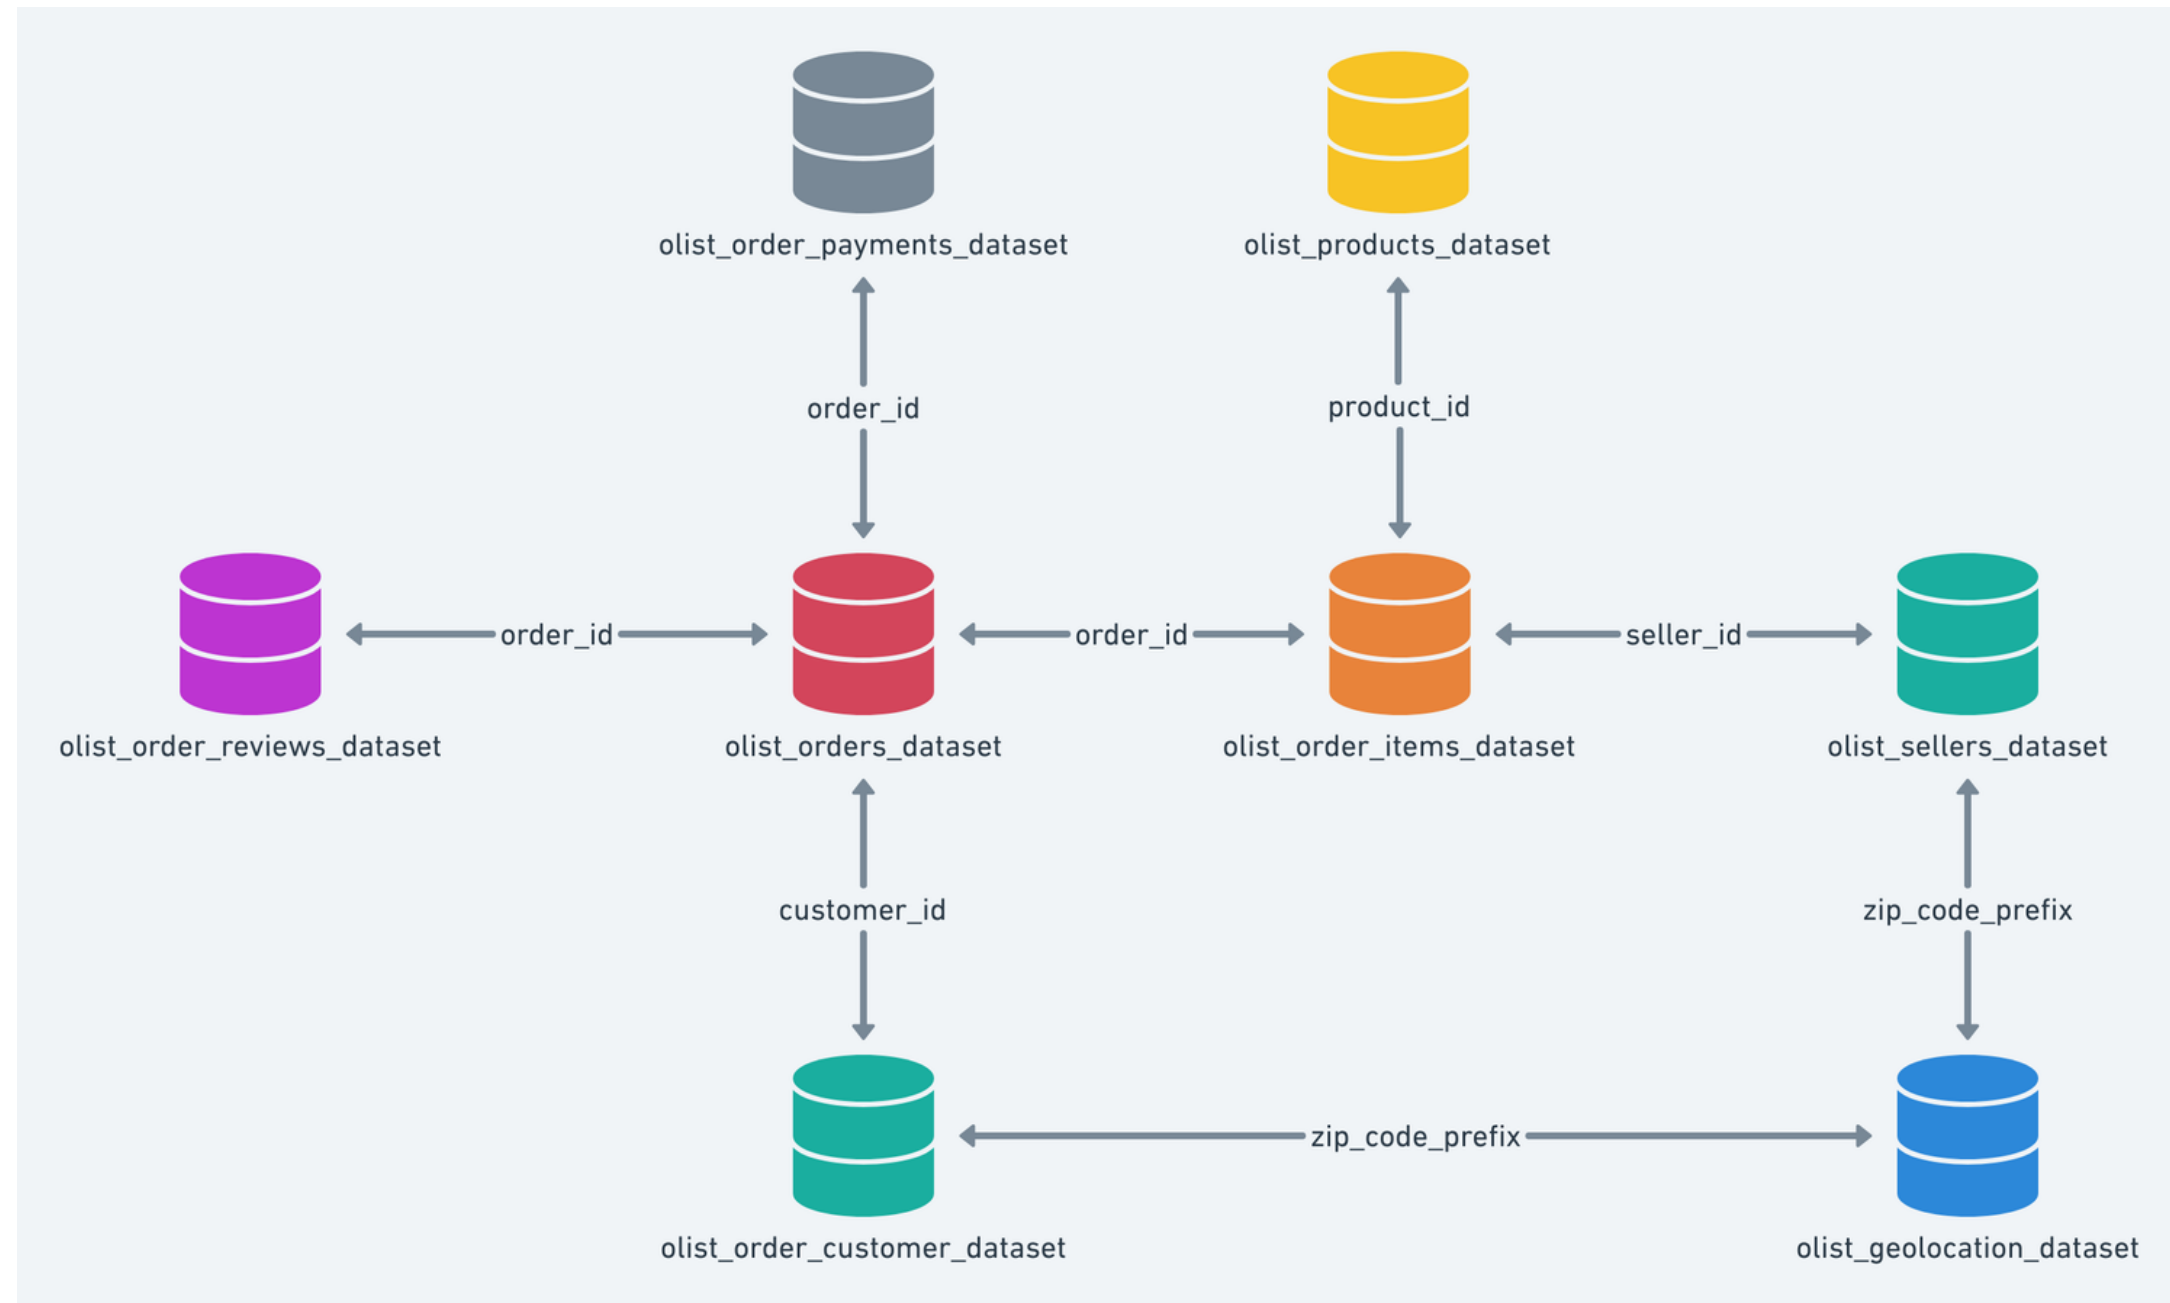 olist_order_payments_dataset
olist_products_dataset
order_id
product_id
order_id
order_id
seller_id
olist_order_reviews_dataset
olist_orders_dataset
olist_order_items_dataset
olist_sellers_dataset
customer_id
zip_code_prefix
zip_code_prefix
olist_order_customer_dataset
olist_geolocation_dataset